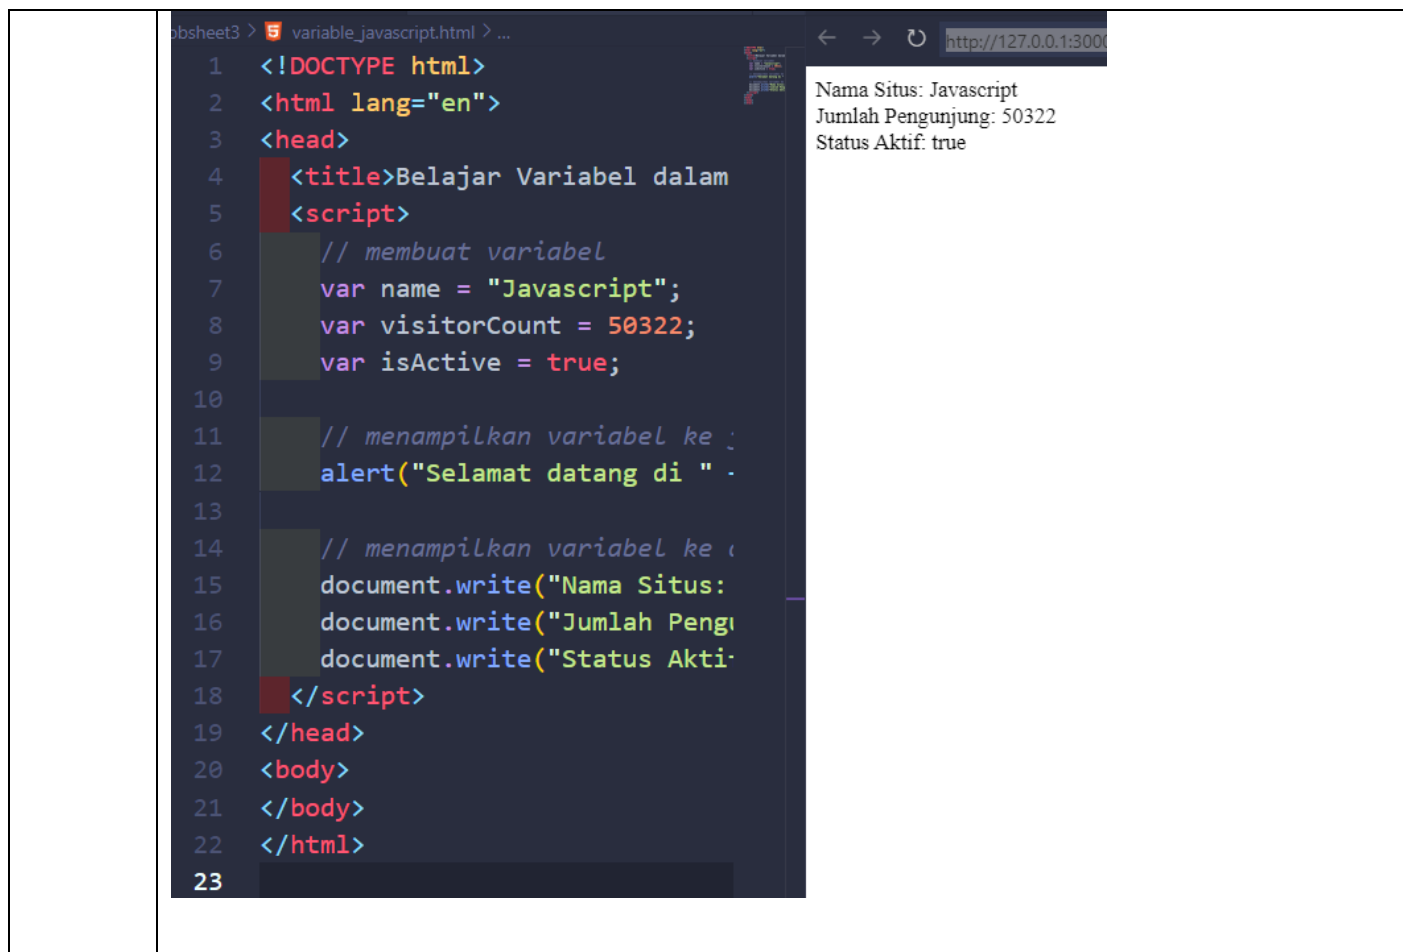 variable_javascript.html > ...
1 <!DOCTYPE html>
2 <html lang="en">
3 <head>
4 <title>Belajar Variabel dalam
5 <script>
6 // membuat variabel
7 var name = "Javascript";
8 var visitorCount = 50322;
9 var isActive = true;
10
11 // menampilkan variabel ke
12 alert("Selamat datang di "
13
14 // menampilkan variabel ke
15 document.write("Nama Situs:
16 document.write("Jumlah
17 document.write("Status
18 </script>
19 </head>
20 <body>
21 </body>
22 </html>
23
http://127.0.0.1:3000
Nama Situs: Javascript
Jumlah Pengunjung: 50322
Status Aktif: true